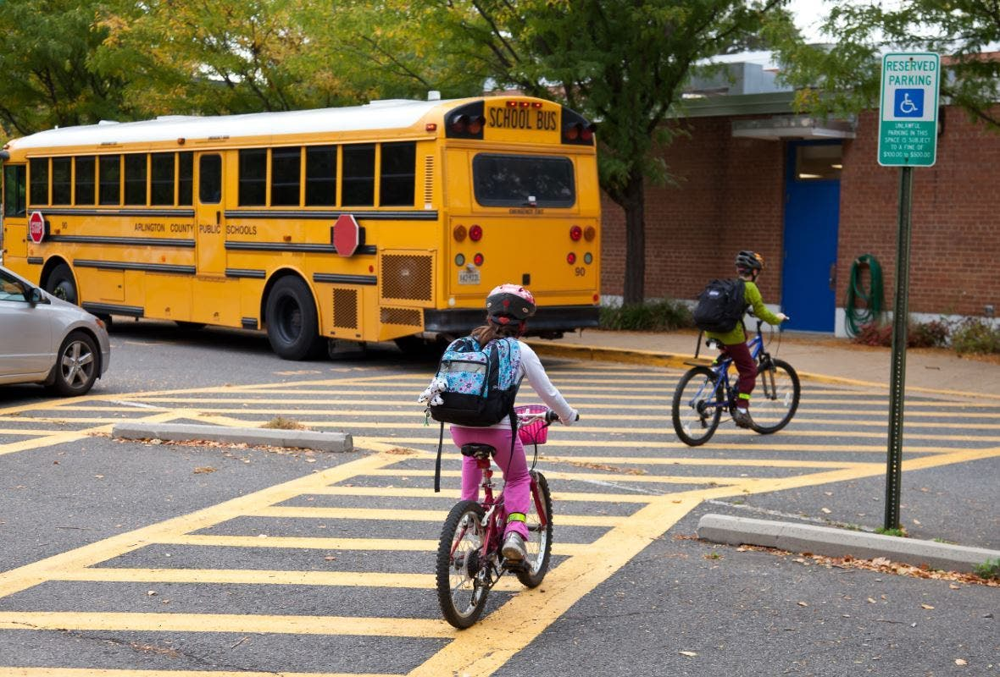 SCHOOL BUS
EMERGENCY EXIT
90
STOP
90
ARLINGTON COUNTY PUBLIC SCHOOLS
RESERVED
PARKING
UNLAWFUL
PARKING IN THIS
SPACE IS SUBJECT
TO A FINE OF
$100.00 to $500.00